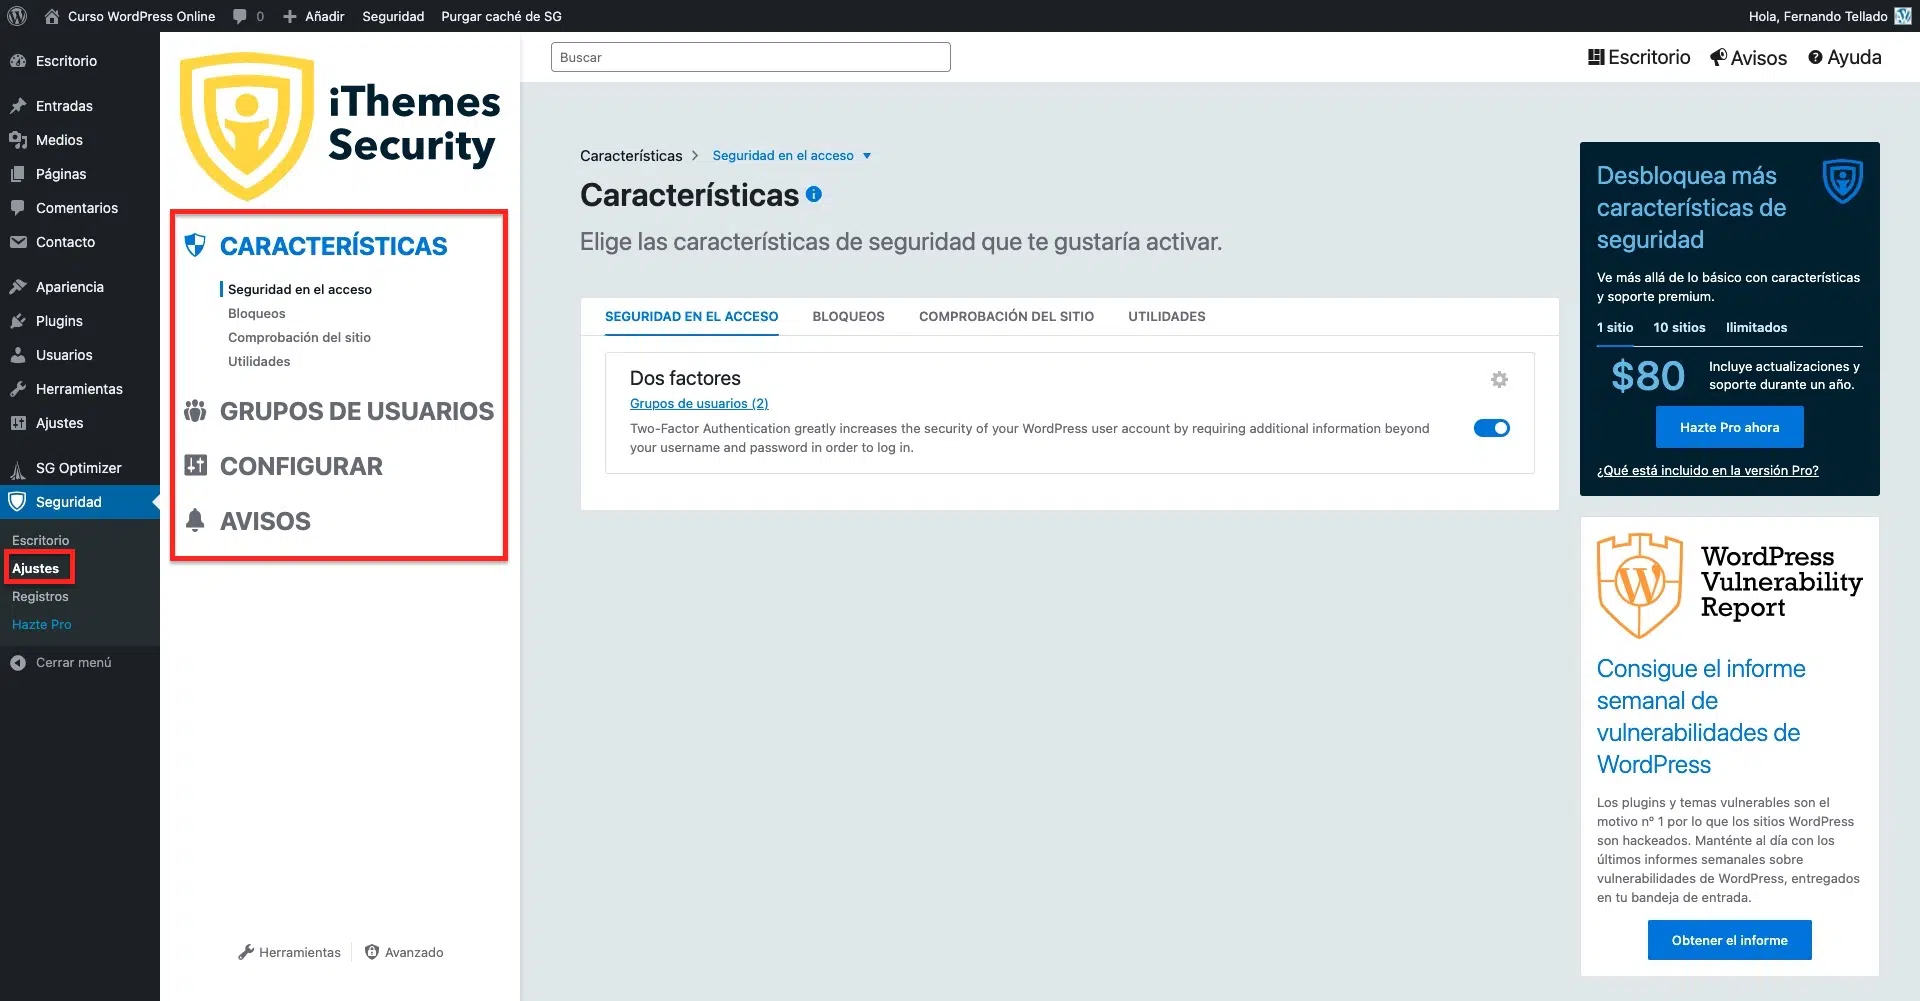 Curso WordPress Online
0
Añadir
Seguridad
Purgar caché de SG
Hola, Fernando Tellado
Escritorio
Entradas
Medios
Páginas
Comentarios
Contacto
Apariencia
Plugins
Usuarios
Herramientas
Ajustes
SG Optimizer
Seguridad
Escritorio
Ajustes
Registros
Hazte Pro
Cerrar menú
iThemes
Security
CARACTERÍSTICAS
Seguridad en el acceso
Bloqueos
Comprobación del sitio
Utilidades
GRUPOS DE USUARIOS
CONFIGURAR
AVISOS
Herramientas
Avanzado
Buscar
Escritorio
Avisos
Ayuda
Características > Seguridad en el acceso
Características
Elige las características de seguridad que te gustaría activar.
SEGURIDAD EN EL ACCESO
BLOQUEOS
COMPROBACIÓN DEL SITIO
UTILIDADES
Dos factores
Grupos de usuarios (2)
Two-Factor Authentication greatly increases the security of your WordPress user account by requiring additional information beyond
your username and password in order to log in.
Desbloquea más
características de
seguridad
Ve más allá de lo básico con características
y soporte premium.
1 sitio
10 sitios
Ilimitados
$80
Incluye actualizaciones y
soporte durante un año.
Hazte Pro ahora
¿Qué está incluido en la versión Pro?
WordPress
Vulnerability
Report
Consigue el informe
semanal de
vulnerabilidades de
WordPress
Los plugins y temas vulnerables son el
motivo nº 1 por lo que los sitios WordPress
son hackeados. Mantén­te al día con los
últimos informes semanales sobre
vulnerabilidades de WordPress, entregados
en tu bandeja de entrada.
Obtener el informe